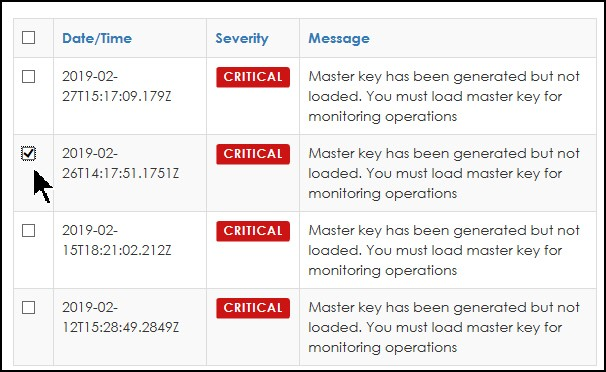 Date/Time Severity Message
2019-02- CRITICAL Master key has been generated but not
27T15:17:09.179Z loaded. You must load master key for
monitoring operations
2019-02- CRITICAL Master key has been generated but not
26T14:17:51.1751Z loaded. You must load master key for
monitoring operations
2019-02- CRITICAL Master key has been generated but not
15T18:21:02.212Z loaded. You must load master key for
monitoring operations
2019-02- CRITICAL Master key has been generated but not
12T15:28:49.2849Z loaded. You must load master key for
monitoring operations